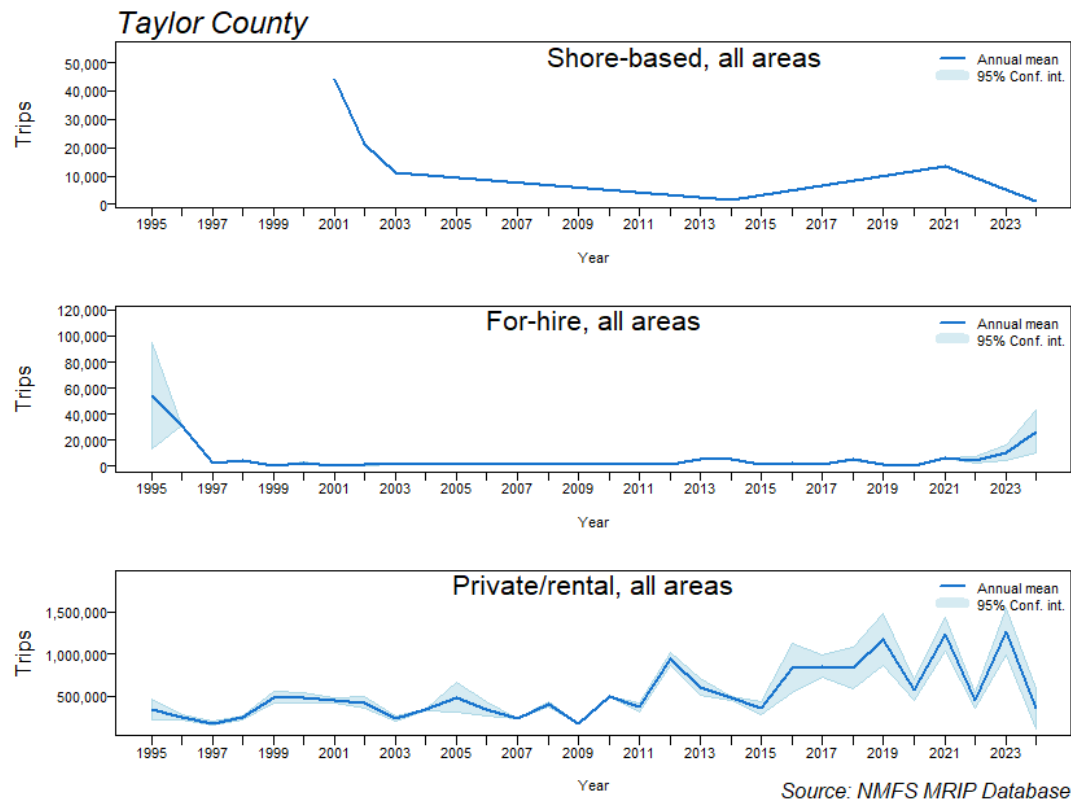 Taylor County
Shore-based, all areas
Annual mean
95% Conf. int.
Trips
50,000
40,000
30,000
20,000
10,000
0
1995 1997 1999 2001 2003 2005 2007 2009 2011 2013 2015 2017 2019 2021 2023
Year
For-hire, all areas
Annual mean
95% Conf. int.
Trips
120,000
100,000
80,000
60,000
40,000
20,000
0
1995 1997 1999 2001 2003 2005 2007 2009 2011 2013 2015 2017 2019 2021 2023
Year
Private/rental, all areas
Annual mean
95% Conf. int.
Trips
1,500,000
1,000,000
500,000
1995 1997 1999 2001 2003 2005 2007 2009 2011 2013 2015 2017 2019 2021 2023
Year
Source: NMFS MRIP Database